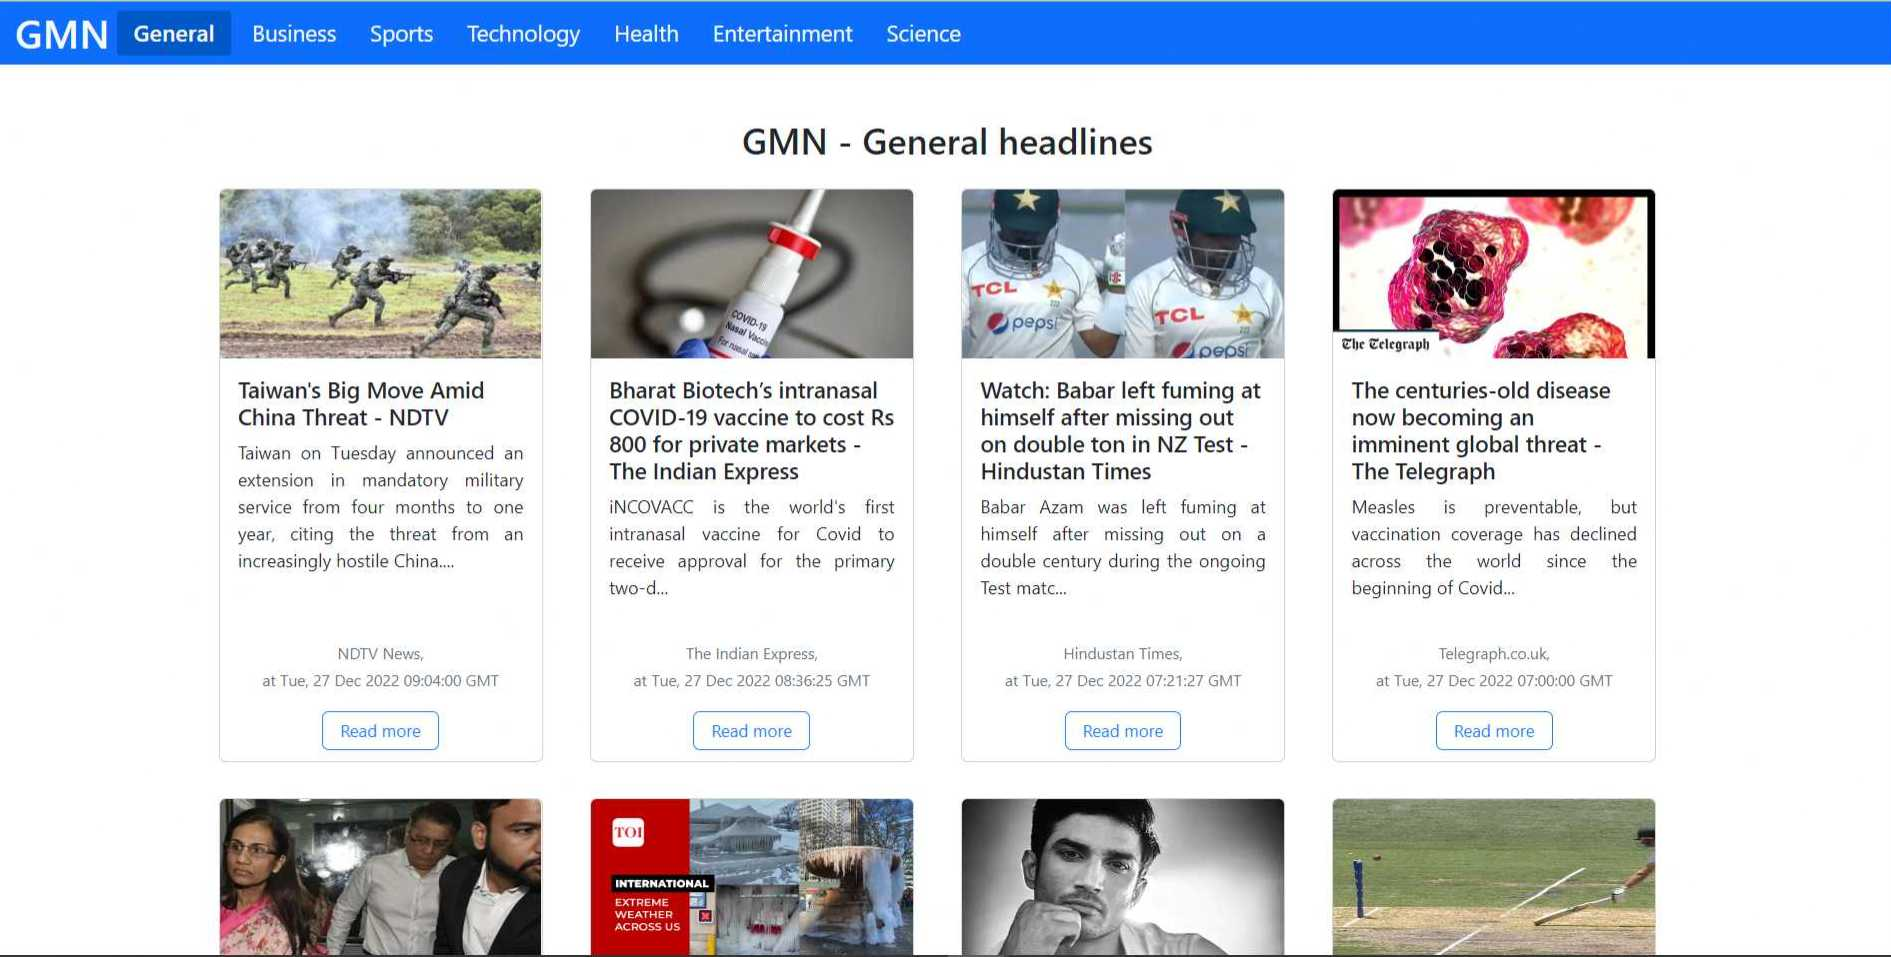 GMN General Business Sports Technology Health Entertainment Science
GMN - General headlines
COVID-19
Nasal Vaccine
For nasal
TCL
pepsi
TCL
pepsi
The Telegraph
Taiwan's Big Move Amid
China Threat - NDTV
Taiwan on Tuesday announced an
extension in mandatory military
service from four months to one
year, citing the threat from an
increasingly hostile China....
NDTV News,
at Tue, 27 Dec 2022 09:04:00 GMT
Read more
Bharat Biotech’s intranasal
COVID-19 vaccine to cost Rs
800 for private markets -
The Indian Express
iNCOVACC is the world's first
intranasal vaccine for Covid to
receive approval for the primary
two-d...
The Indian Express,
at Tue, 27 Dec 2022 08:36:25 GMT
Read more
Watch: Babar left fuming at
himself after missing out
on double ton in NZ Test -
Hindustan Times
Babar Azam was left fuming at
himself after missing out on a
double century during the ongoing
Test matc...
Hindustan Times,
at Tue, 27 Dec 2022 07:21:27 GMT
Read more
The centuries-old disease
now becoming an
imminent global threat -
The Telegraph
Measles is preventable, but
vaccination coverage has declined
across the world since the
beginning of Covid...
Telegraph.co.uk,
at Tue, 27 Dec 2022 07:00:00 GMT
Read more
TOI
INTERNATIONAL
EXTREME
WEATHER
ACROSS US